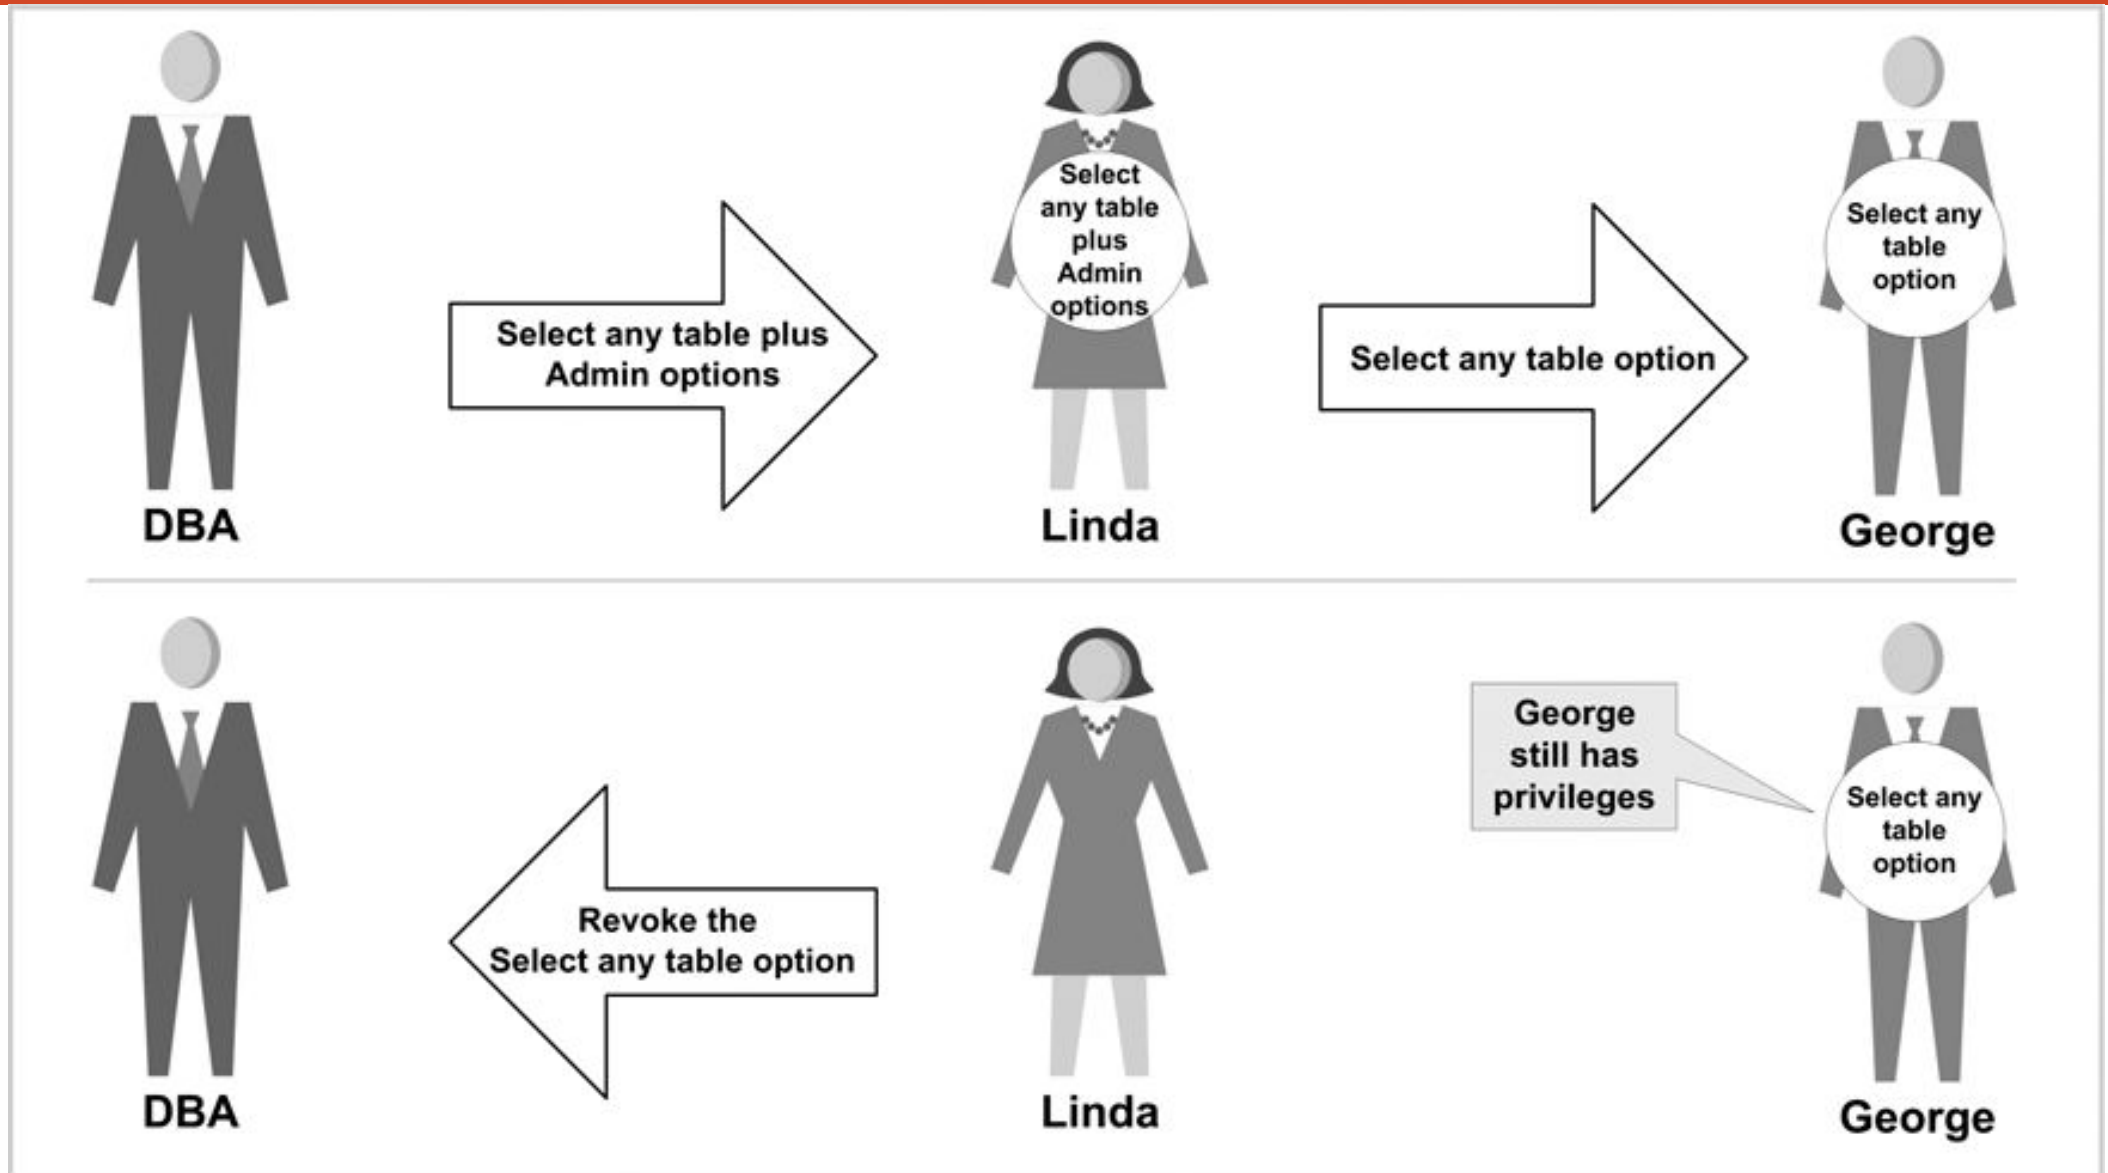 Select any table plus
Admin options
Select
any table
plus
Admin
options
Select any table option
Select any
table
option
DBA
Linda
George
Revoke the
Select any table option
George
still has
privileges
Select any
table
option
DBA
Linda
George